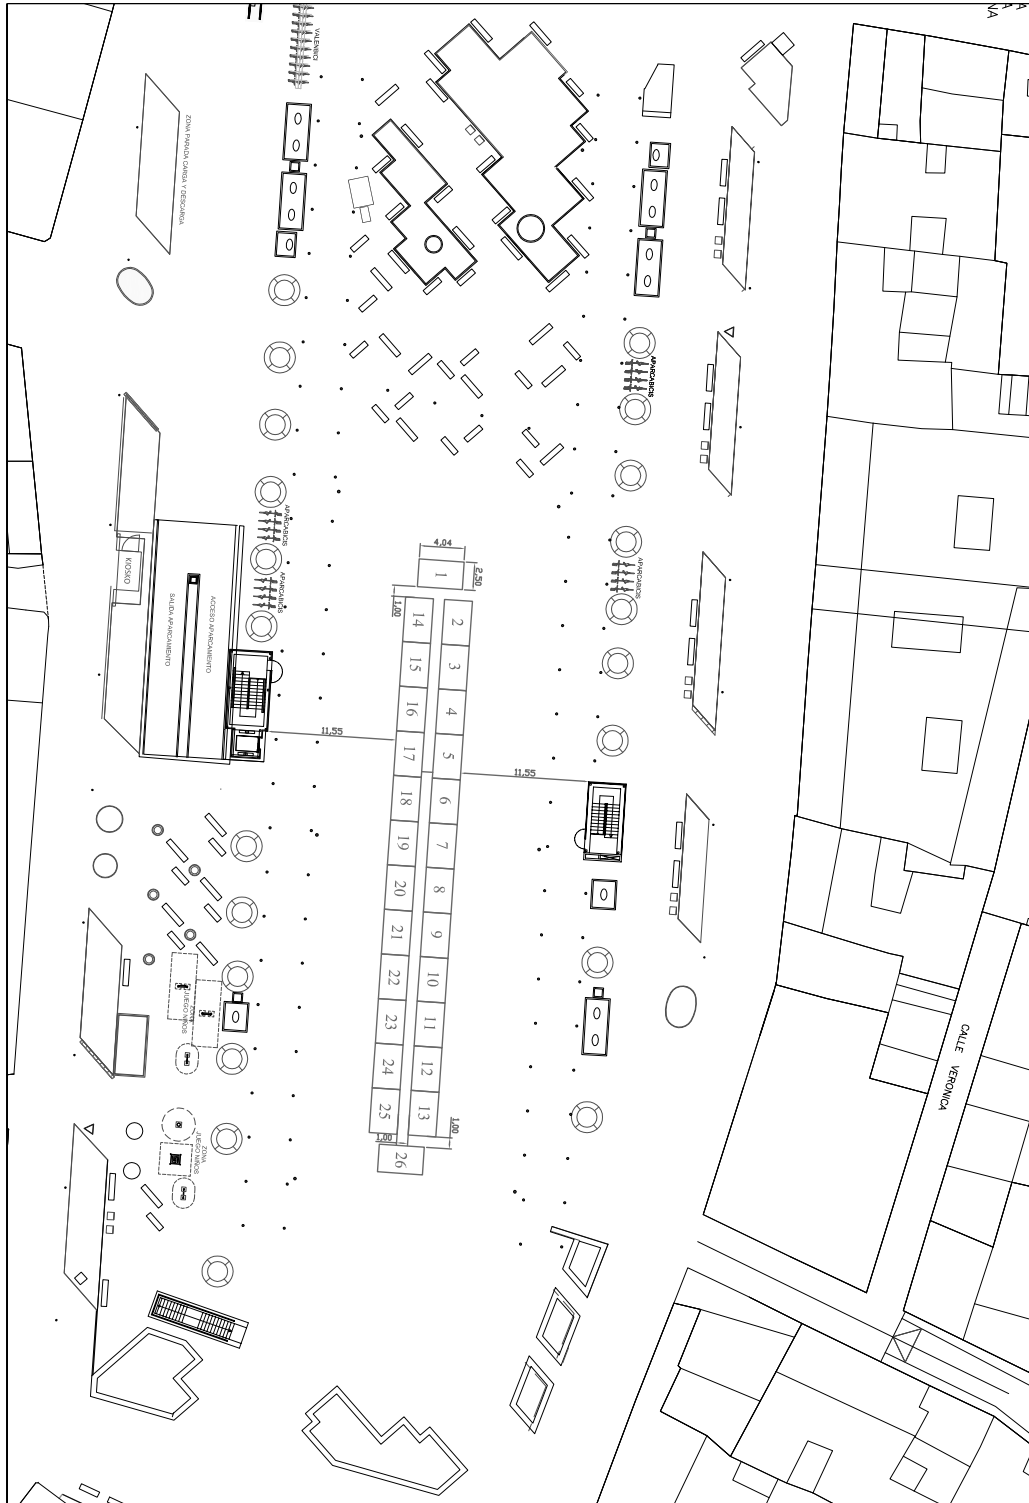 VALENBICI
NA
ZONA PARADA CARGA Y DESCARGA
APARCABICIS
APARCABICIS
APARCABICIS
APARCABICIS
KIOSKO
ACCESO APARCAMIENTO
SALIDA APARCAMIENTO
4,04
2,50
1,00
1
2
3
4
5
6
7
8
9
10
11
12
13
14
15
16
17
18
19
20
21
22
23
24
25
26
11,55
11,55
1,00
1,00
ZONA
JUEGO NIÑOS
ZONA
JUEGO NIÑOS
CALLE VERONICA